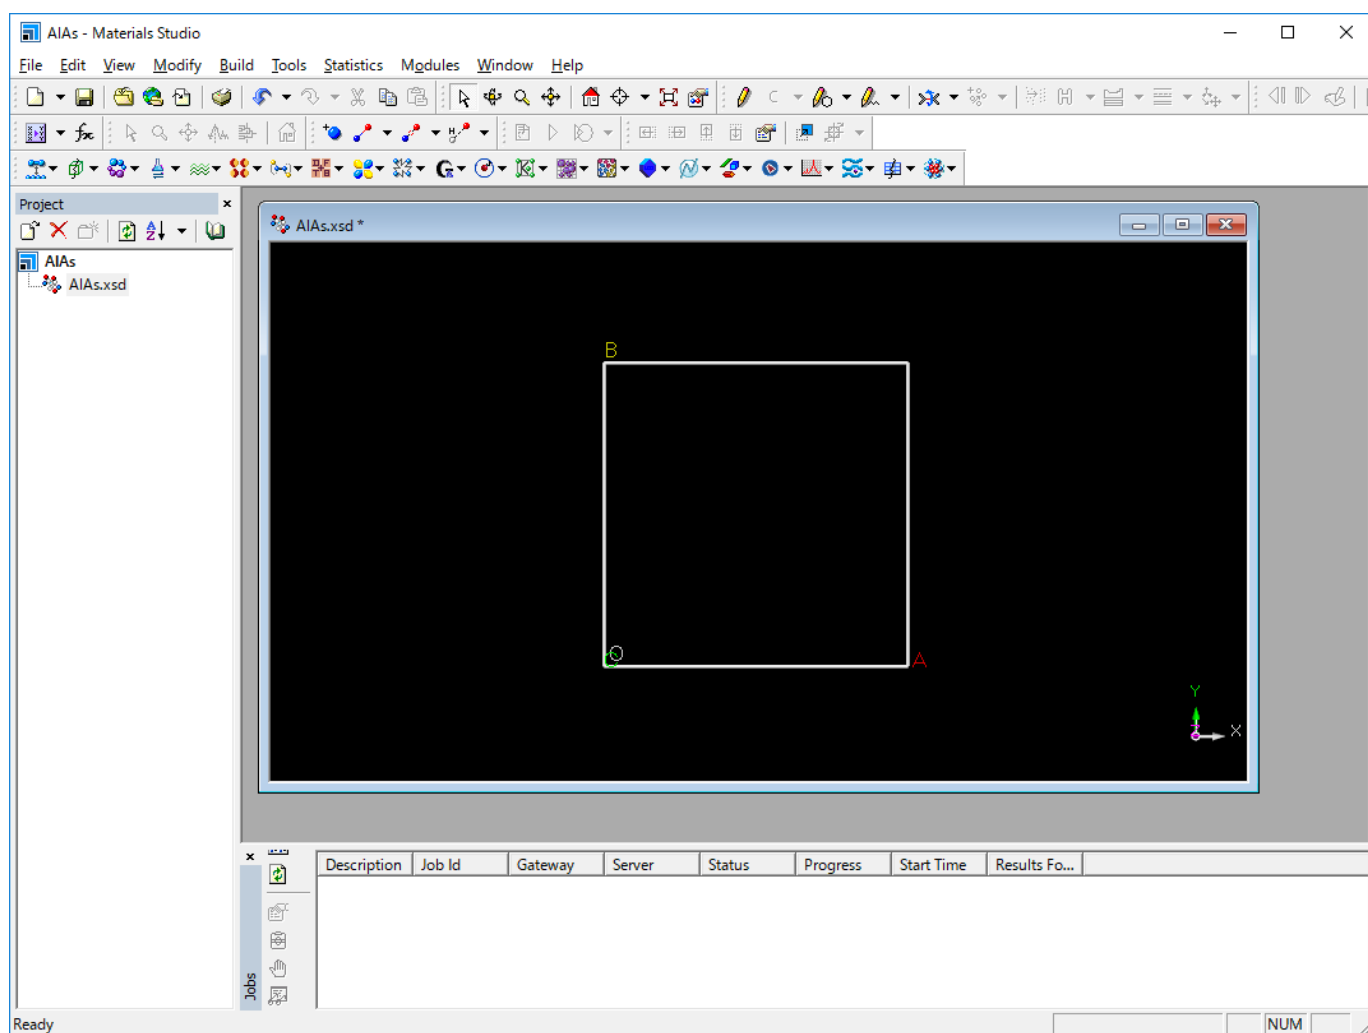 AlAs - Materials Studio
File Edit View Modify Build Tools Statistics Modules Window Help
Project
AlAs
AlAs.xsd
AlAs.xsd *
B
O
A
Y
X
Description Job Id Gateway Server Status Progress Start Time Results Fo...
Jobs
Ready
NUM